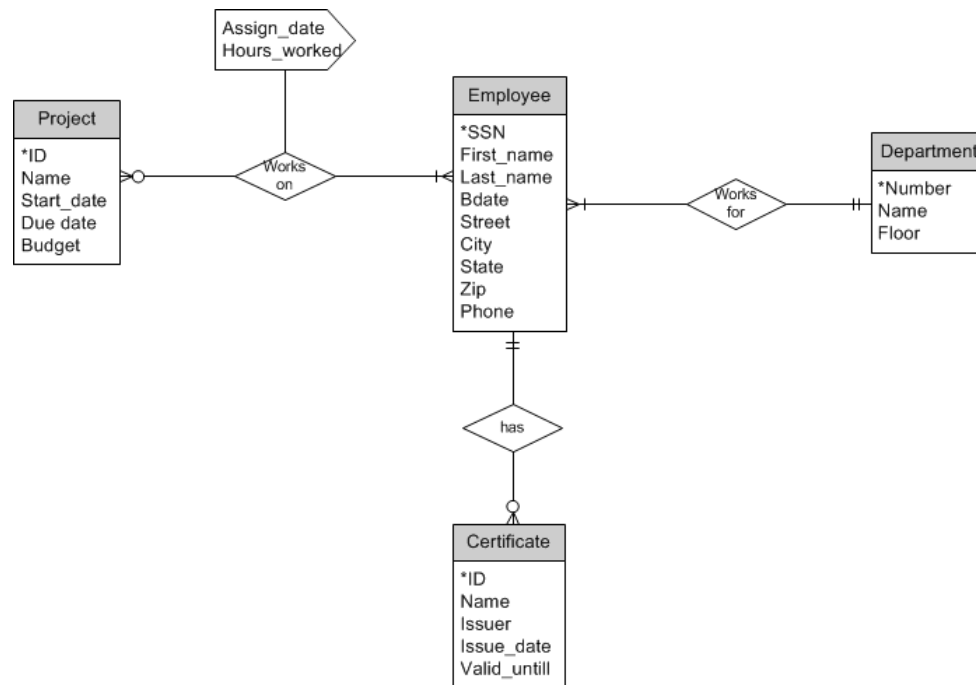 Assign_date
Hours_worked
Project
*ID
Name
Start_date
Due date
Budget
Works
on
Employee
*SSN
First_name
Last_name
Bdate
Street
City
State
Zip
Phone
Works
for
Department
*Number
Name
Floor
has
Certificate
*ID
Name
Issuer
Issue_date
Valid_untill